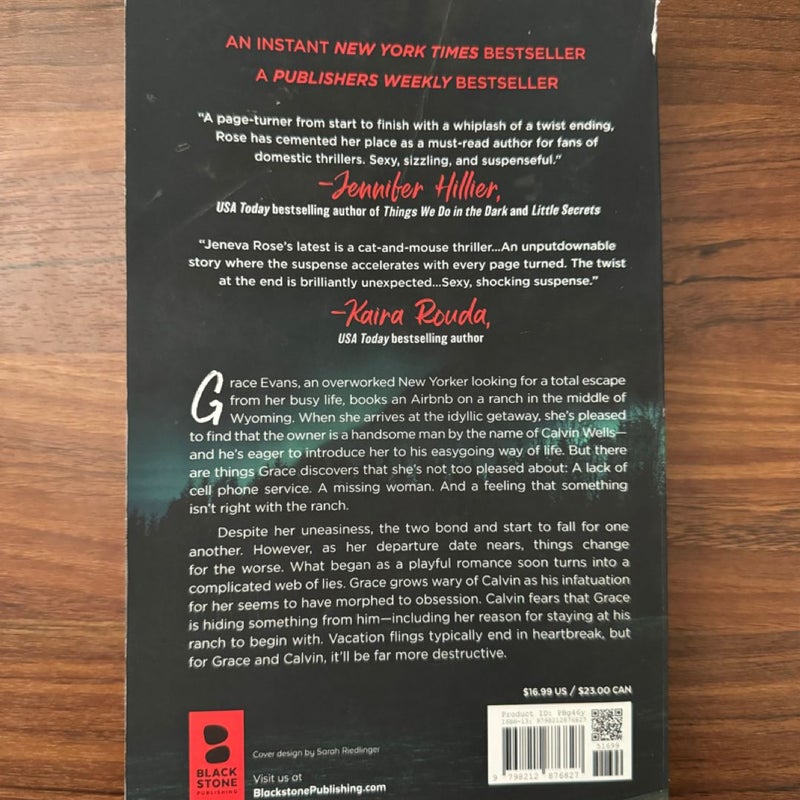 AN INSTANT NEW YORK TIMES BESTSELLER
A PUBLISHERS WEEKLY BESTSELLER
“A page-turner from start to finish with a whiplash of a twist ending,
Rose has cemented her place as a must-read author for fans of
domestic thrillers. Sexy, sizzling, and suspenseful.”
—Jennifer Hillier,
USA Today bestselling author of Things We Do in the Dark and Little Secrets
“Jeneva Rose’s latest is a cat-and-mouse thriller...An unputdownable
story where the suspense accelerates with every page turned. The twist
at the end is brilliantly unexpected...Sexy, shocking suspense.”
—Kaira Rouda,
USA Today bestselling author
Grace Evans, an overworked New Yorker looking for a total escape
from her busy life, books an Airbnb on a ranch in the middle of
Wyoming. When she arrives at the idyllic getaway, she’s pleased
to find that the owner is a handsome man by the name of Calvin Wells—
and he’s eager to introduce her to his easygoing way of life. But there
are things Grace discovers that she’s not too pleased about: A lack of
cell phone service. A missing woman. And a feeling that something
isn’t right with the ranch.
Despite her uneasiness, the two bond and start to fall for one
another. However, as her departure date nears, things change
for the worse. What began as a playful romance soon turns into a
complicated web of lies. Grace grows wary of Calvin as his infatuation
for her seems to have morphed to obsession. Calvin fears that Grace
is hiding something from him—including her reason for staying at his
ranch to begin with. Vacation flings typically end in heartbreak, but
for Grace and Calvin, it’ll be far more destructive.
$16.99 US / $23.00 CAN
Product ID: PBg46y
ISBN-13: 9798212876827
51699
9 798212 876827
BLACK
STONE
PUBLISHING
Cover design by Sarah Riedlinger
Visit us at
BlackstonePublishing.com